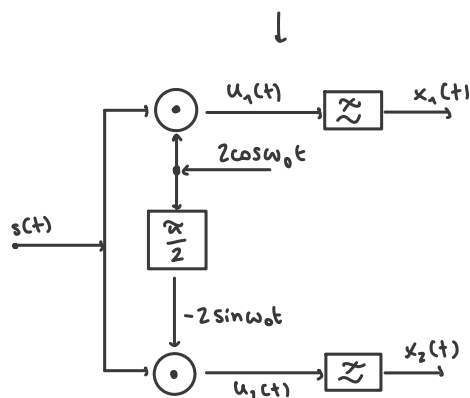 u₁(t)
x₁(t)
2cosω₀t
s(t)
π/2
-2sinω₀t
x₂(t)
u₁(t)